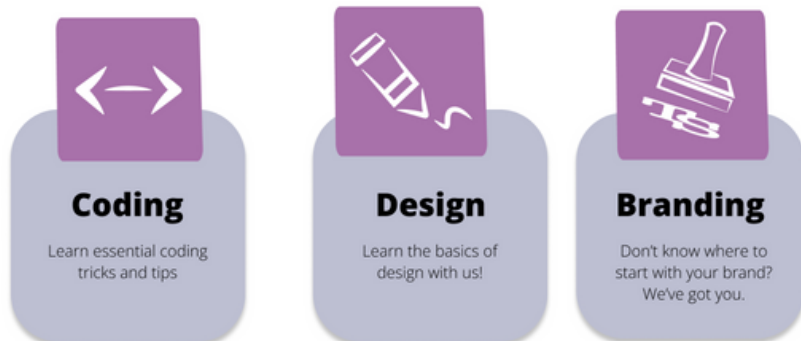 TS
Coding
Learn essential coding
tricks and tips
Design
Learn the basics of
design with us!
Branding
Don't know where to
start with your brand?
We've got you.